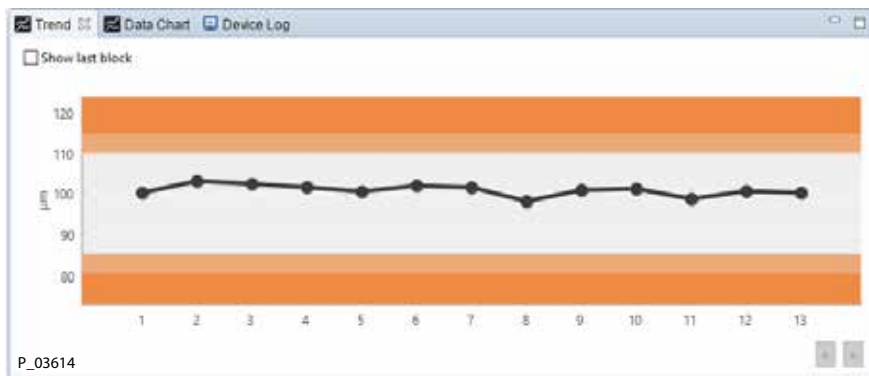 Trend Data Chart Device Log
Show last block
120
110
100
90
80
µm
1 2 3 4 5 6 7 8 9 10 11 12 13
P_03614